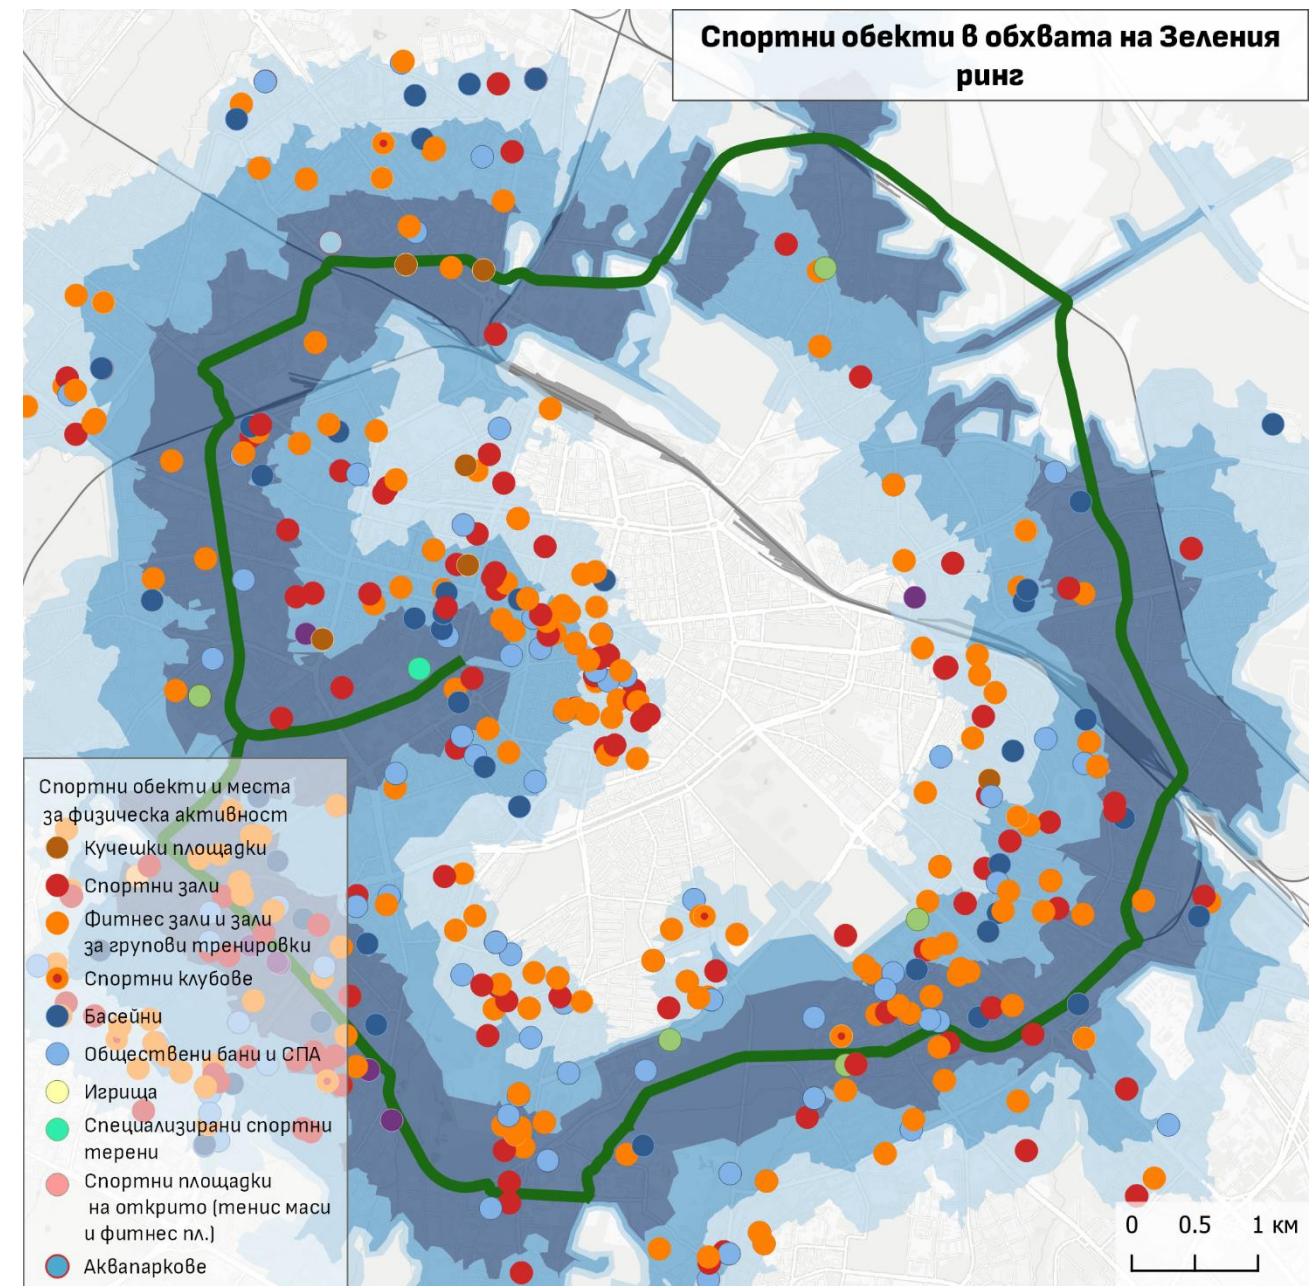 Спортни обекти в обхвата на Зеления
ринг
Спортни обекти и места
за физическа активност
Кучешки площадки
Спортни зали
Фитнес зали и зали
за групови тренировки
Спортни клубове
Басейни
Обществени бани и СПА
Игрища
Специализирани спортни
терени
Спортни площадки
на открито (тенис маси
и фитнес пл.)
Аквапаркове
0 0.5 1 км